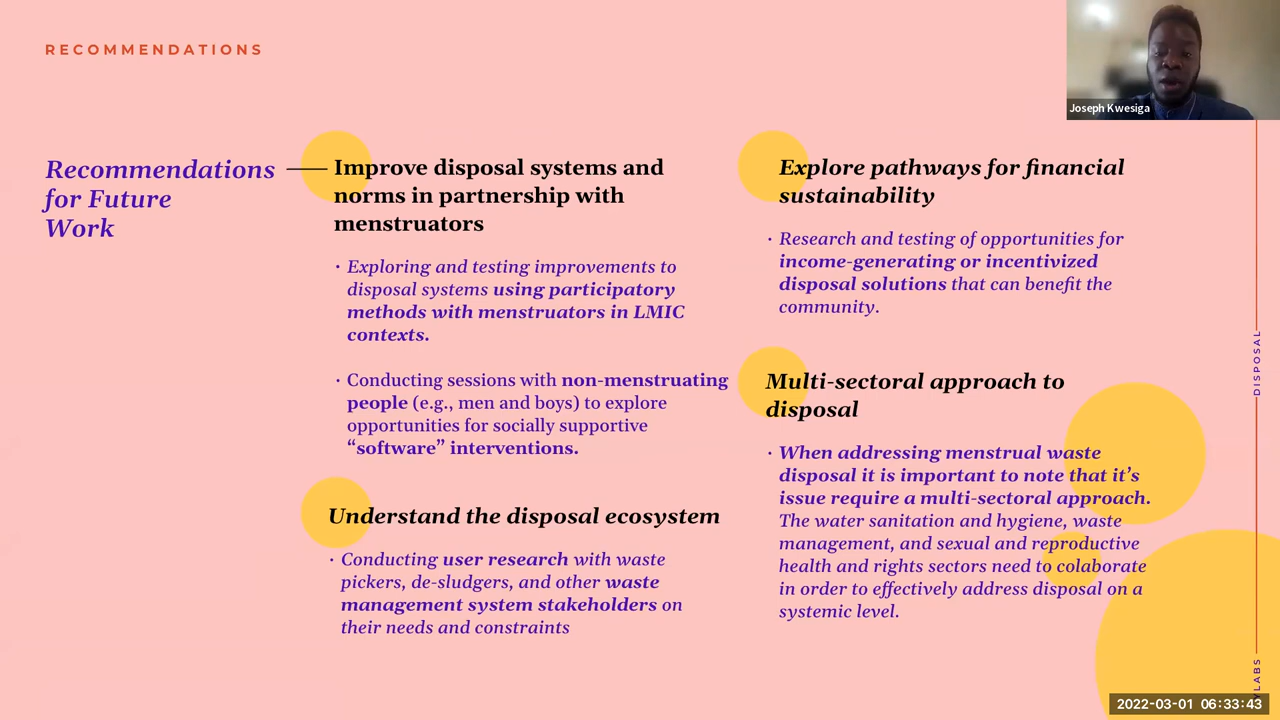 RECOMMENDATIONS
Joseph Kwesiga
Recommendations
for Future
Work
Improve disposal systems and
norms in partnership with
menstruators
· Exploring and testing improvements to
disposal systems using participatory
methods with menstruators in LMIC
contexts.
· Conducting sessions with non-menstruating
people (e.g., men and boys) to explore
opportunities for socially supportive
“software” interventions.
Understand the disposal ecosystem
· Conducting user research with waste
pickers, de-sludgers, and other waste
management system stakeholders on
their needs and constraints
Explore pathways for financial
sustainability
· Research and testing of opportunities for
income-generating or incentivized
disposal solutions that can benefit the
community.
Multi-sectoral approach to
disposal
· When addressing menstrual waste
disposal it is important to note that it’s
issue require a multi-sectoral approach.
The water sanitation and hygiene, waste
management, and sexual and reproductive
health and rights sectors need to colaborate
in order to effectively address disposal on a
systemic level.
DISPOSAL
YLABS
2022-03-01 06:33:43